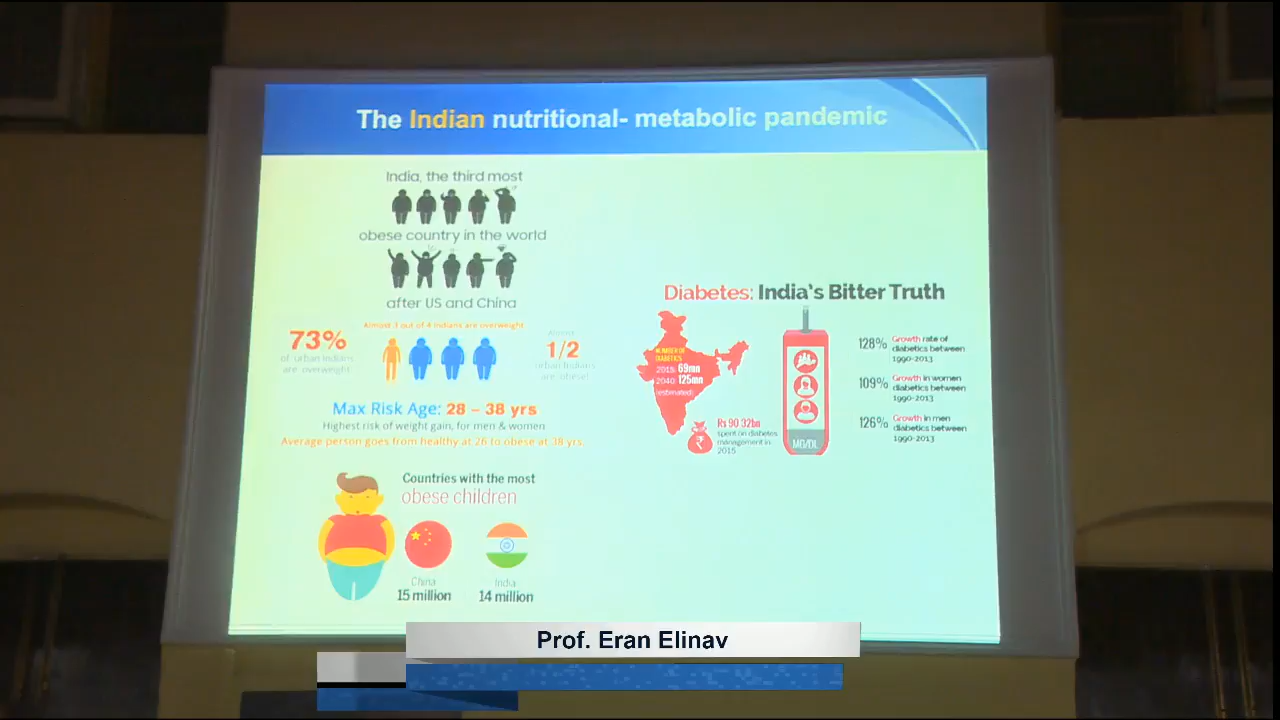 The Indian nutritional- metabolic pandemic
India, the third most
obese country in the world
after US and China
Almost 3 out of 4 Indians are overweight
73%
of urban Indians
are overweight
1/2
urban Indians
are obese
Max Risk Age: 28 – 38 yrs
Highest risk of weight gain, for men & women
Average person goes from healthy at 26 to obese at 38 yrs.
Countries with the most
obese children
China
15 million
India
14 million
Diabetes: India's Bitter Truth
NUMBER OF
DIABETICS
2015: 69mn
2040: 125mn
(estimated)
Rs 90.32bn
spent on diabetes
management in
2015
MG/DL
128% Growth rate of
diabetics between
1990-2013
109% Growth in women
diabetics between
1990-2013
126% Growth in men
diabetics between
1990-2013
Prof. Eran Elinav